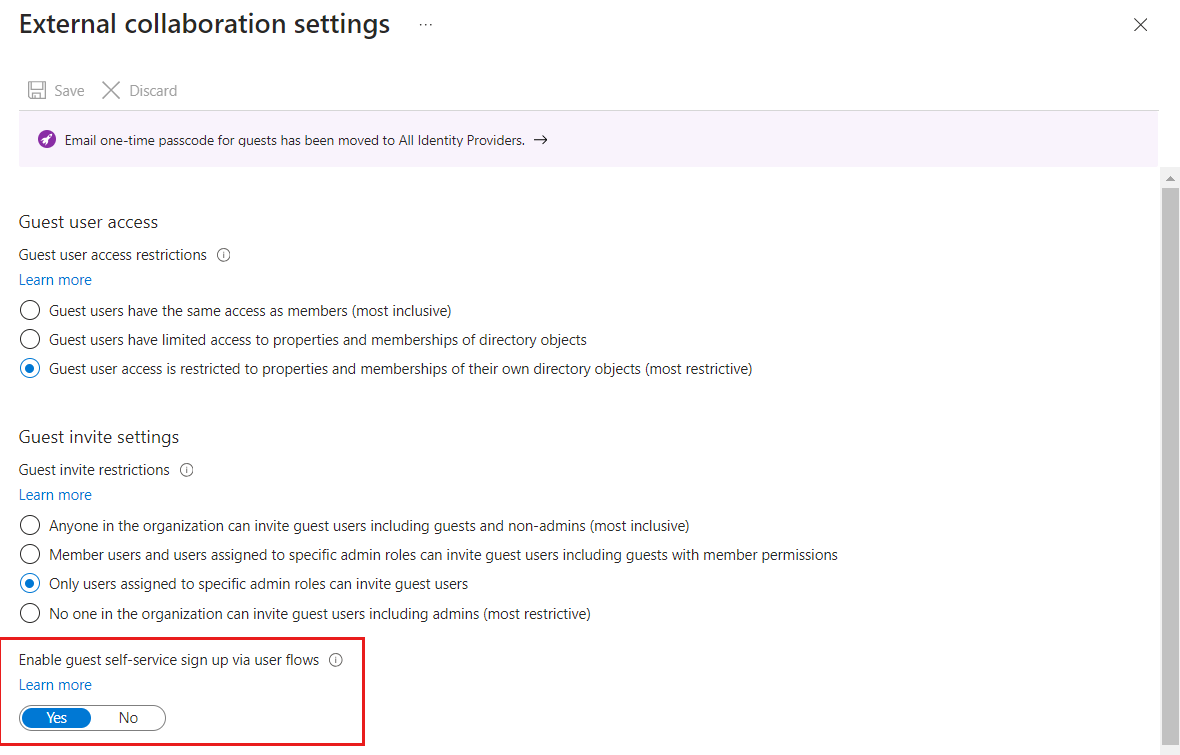 External collaboration settings ...
Save Discard
Email one-time passcode for guests has been moved to All Identity Providers. →
Guest user access
Guest user access restrictions
Learn more
Guest users have the same access as members (most inclusive)
Guest users have limited access to properties and memberships of directory objects
Guest user access is restricted to properties and memberships of their own directory objects (most restrictive)
Guest invite settings
Guest invite restrictions
Learn more
Anyone in the organization can invite guest users including guests and non-admins (most inclusive)
Member users and users assigned to specific admin roles can invite guest users including guests with member permissions
Only users assigned to specific admin roles can invite guest users
No one in the organization can invite guest users including admins (most restrictive)
Enable guest self-service sign up via user flows
Learn more
Yes No